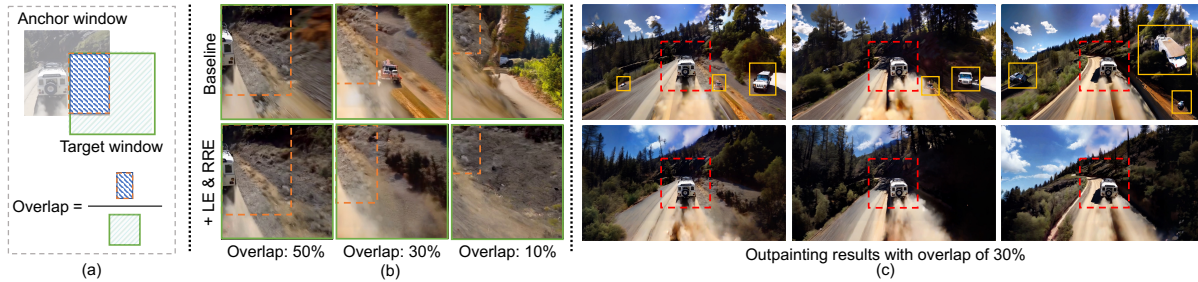 Anchor window
Target window
Overlap =
(a)
Baseline
+ LE & RRE
Overlap: 50%
Overlap: 30%
Overlap: 10%
(b)
Outpainting results with overlap of 30%
(c)